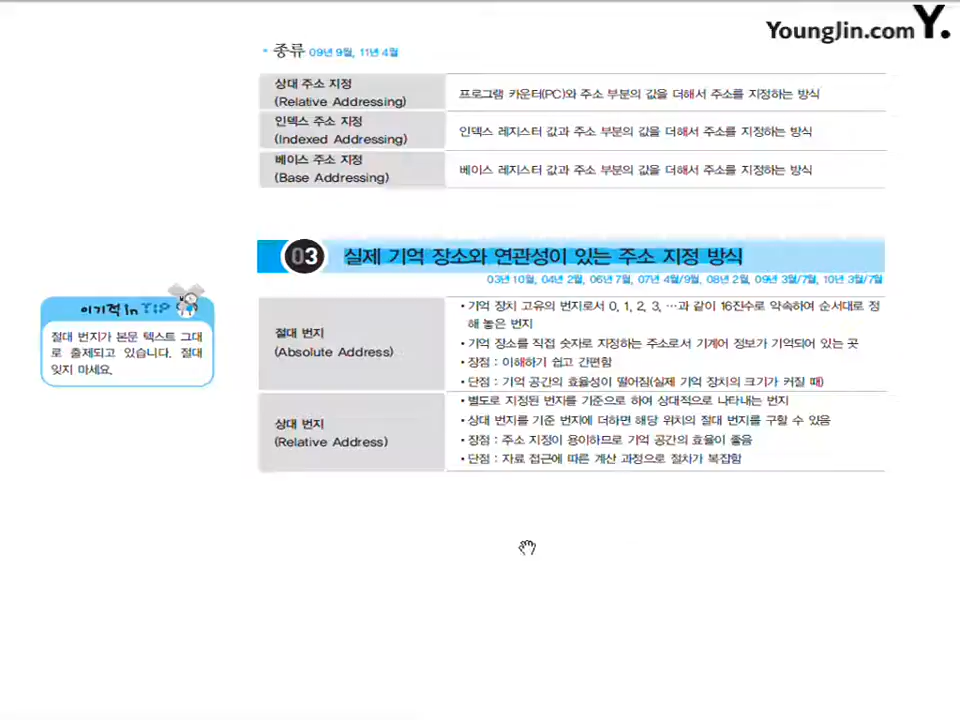 YoungJin.com Y.
• 종류 09년 9월, 11년 4월
상대 주소 지정
(Relative Addressing)
프로그램 카운터(PC)와 주소 부분의 값을 더해서 주소를 지정하는 방식
인덱스 주소 지정
(Indexed Addressing)
인덱스 레지스터 값과 주소 부분의 값을 더해서 주소를 지정하는 방식
베이스 주소 지정
(Base Addressing)
베이스 레지스터 값과 주소 부분의 값을 더해서 주소를 지정하는 방식
03 실제 기억 장소와 연관성이 있는 주소 지정 방식
03년 10월, 04년 2월, 06년 7월, 07년 4월/9월, 08년 2월, 09년 3월/7월, 10년 3월/7월
이기적 in TIP
절대 번지가 본문 텍스트 그대
로 출제되고 있습니다. 절대
잊지 마세요.
절대 번지
(Absolute Address)
• 기억 장치 고유의 번지로서 0, 1, 2, 3, …과 같이 16진수로 약속하여 순서대로 정
해 놓은 번지
• 기억 장소를 직접 숫자로 지정하는 주소로서 기계어 정보가 기억되어 있는 곳
• 장점 : 이해하기 쉽고 간편함
• 단점 : 기억 공간의 효율성이 떨어짐(실제 기억 장치의 크기가 커질 때)
상대 번지
(Relative Address)
• 별도로 지정된 번지를 기준으로 하여 상대적으로 나타내는 번지
• 상대 번지를 기준 번지에 더하면 해당 위치의 절대 번지를 구할 수 있음
• 장점 : 주소 지정이 용이하므로 기억 공간의 효율이 좋음
• 단점 : 자료 접근에 따른 계산 과정으로 절차가 복잡함